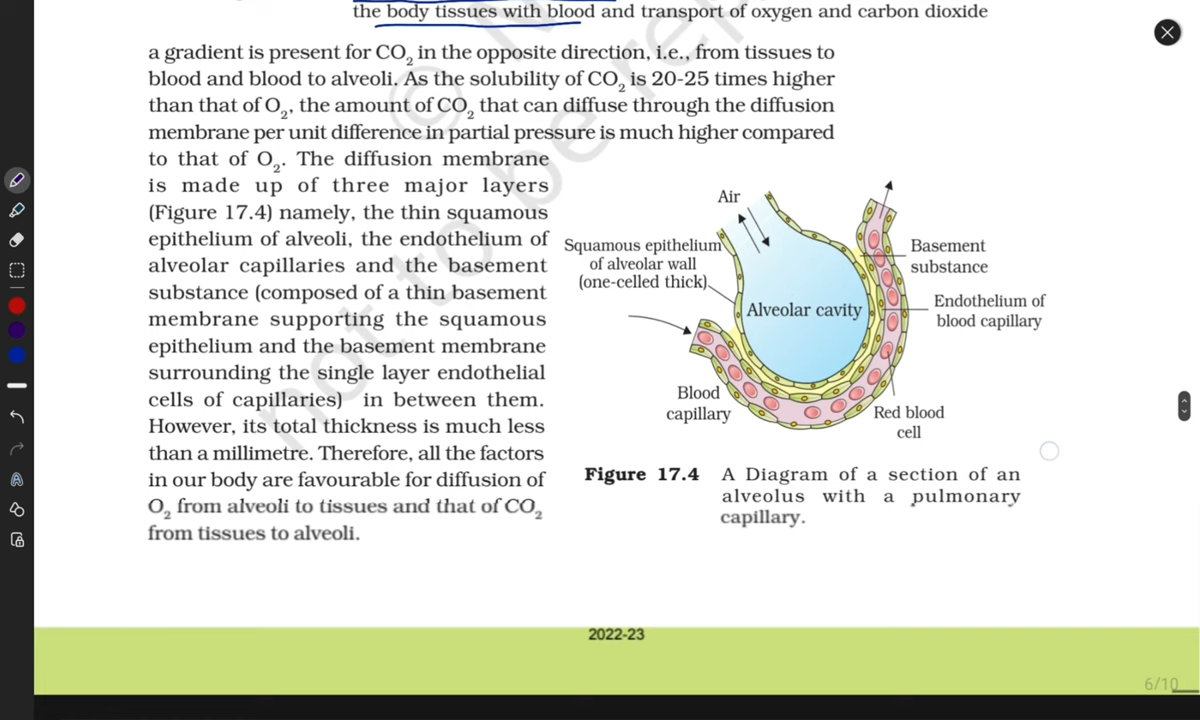 the body tissues with blood and transport of oxygen and carbon dioxide
a gradient is present for CO₂ in the opposite direction, i.e., from tissues to
blood and blood to alveoli. As the solubility of CO₂ is 20-25 times higher
than that of O₂, the amount of CO₂ that can diffuse through the diffusion
membrane per unit difference in partial pressure is much higher compared
to that of O₂. The diffusion membrane
is made up of three major layers
(Figure 17.4) namely, the thin squamous
epithelium of alveoli, the endothelium of
alveolar capillaries and the basement
substance (composed of a thin basement
membrane supporting the squamous
epithelium and the basement membrane
surrounding the single layer endothelial
cells of capillaries) in between them.
However, its total thickness is much less
than a millimetre. Therefore, all the factors
in our body are favourable for diffusion of
O₂ from alveoli to tissues and that of CO₂
from tissues to alveoli.
Air
Squamous epithelium
of alveolar wall
(one-celled thick)
Alveolar cavity
Basement
substance
Endothelium of
blood capillary
Blood
capillary
Red blood
cell
Figure 17.4 A Diagram of a section of an
alveolus with a pulmonary
capillary.
not to be rep
2022-23
6/10